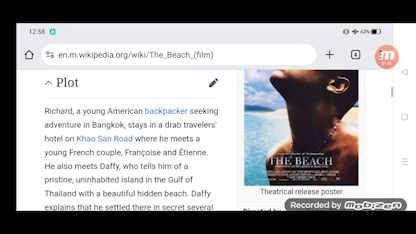 12:58
62%
en.m.wikipedia.org/wiki/The_Beach_(film)
4
Plot
Richard, a young American backpacker seeking
adventure in Bangkok, stays in a drab travelers'
hotel on Khao San Road where he meets a
young French couple, Françoise and Étienne.
He also meets Daffy, who tells him of a
pristine, uninhabited island in the Gulf of
Thailand with a beautiful hidden beach. Daffy
explains that he settled there in secret several
THE BEACH
Theatrical release poster
Recorded by
MOBIZEN